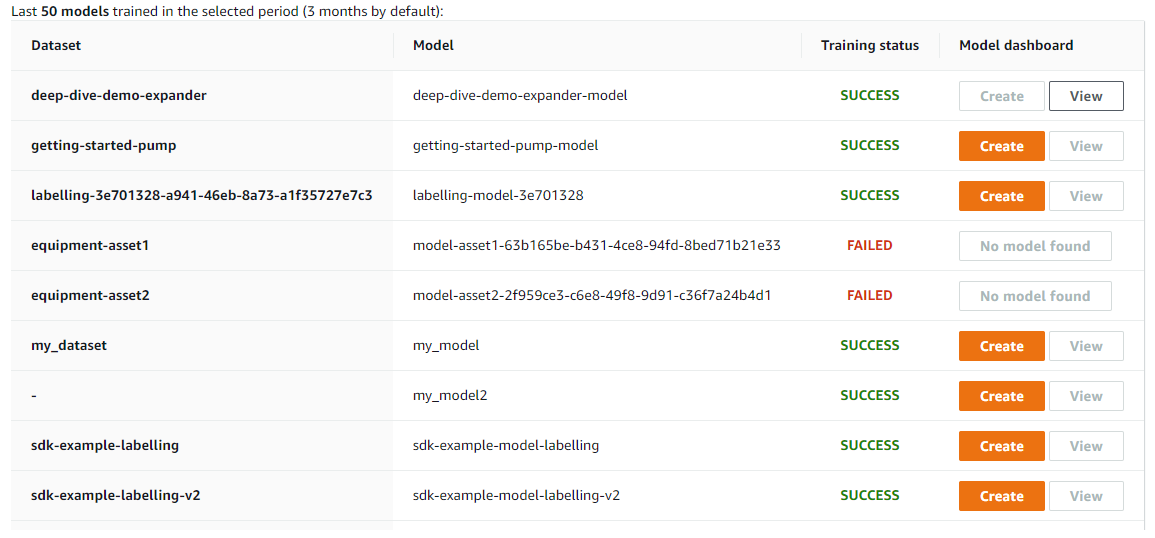 Last 50 models trained in the selected period (3 months by default):
Dataset Model Training status Model dashboard
deep-dive-demo-expander deep-dive-demo-expander-model SUCCESS Create View
getting-started-pump getting-started-pump-model SUCCESS Create View
labelling-3e701328-a941-46eb-8a73-a1f35727e7c3 labelling-model-3e701328 SUCCESS Create View
equipment-asset1 model-asset1-63b165be-b431-4ce8-94fd-8bed71b21e33 FAILED No model found
equipment-asset2 model-asset2-2f959ce3-c6e8-49f8-9d91-c36f7a24b4d1 FAILED No model found
my_dataset my_model SUCCESS Create View
- my_model2 SUCCESS Create View
sdk-example-labelling sdk-example-model-labelling SUCCESS Create View
sdk-example-labelling-v2 sdk-example-model-labelling-v2 SUCCESS Create View